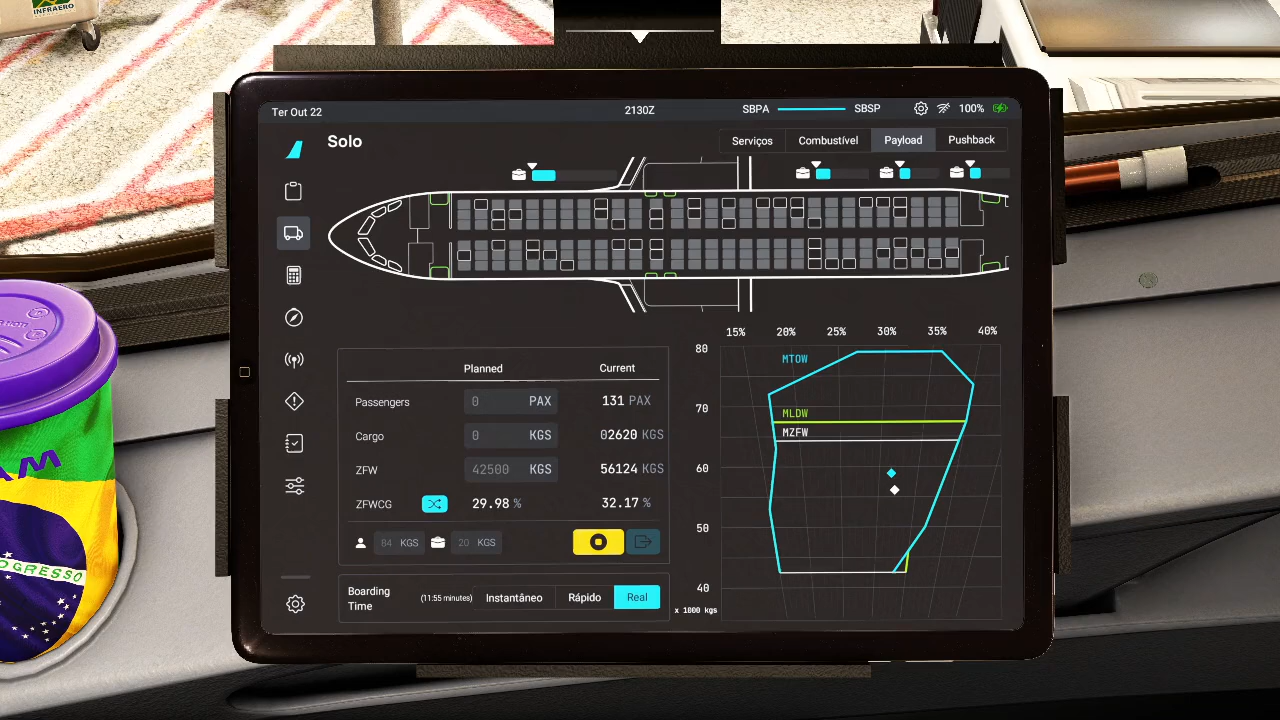 INFRAERO
Ter Out 22
2130Z
SBPA SBSP
100%
Solo
Serviços Combustível Payload Pushback
15% 20% 25% 30% 35% 40%
80
70
60
50
40
x 1000 kgs
MTOW
MLDW
MZFW
Planned Current
Passengers 0 PAX 131 PAX
Cargo 0 KGS 02620 KGS
ZFW 42500 KGS 56124 KGS
ZFWCG 29.98 % 32.17 %
84 KGS 20 KGS
Boarding Time (11:55 minutes) Instantâneo Rápido Real
AM
OGRESSO